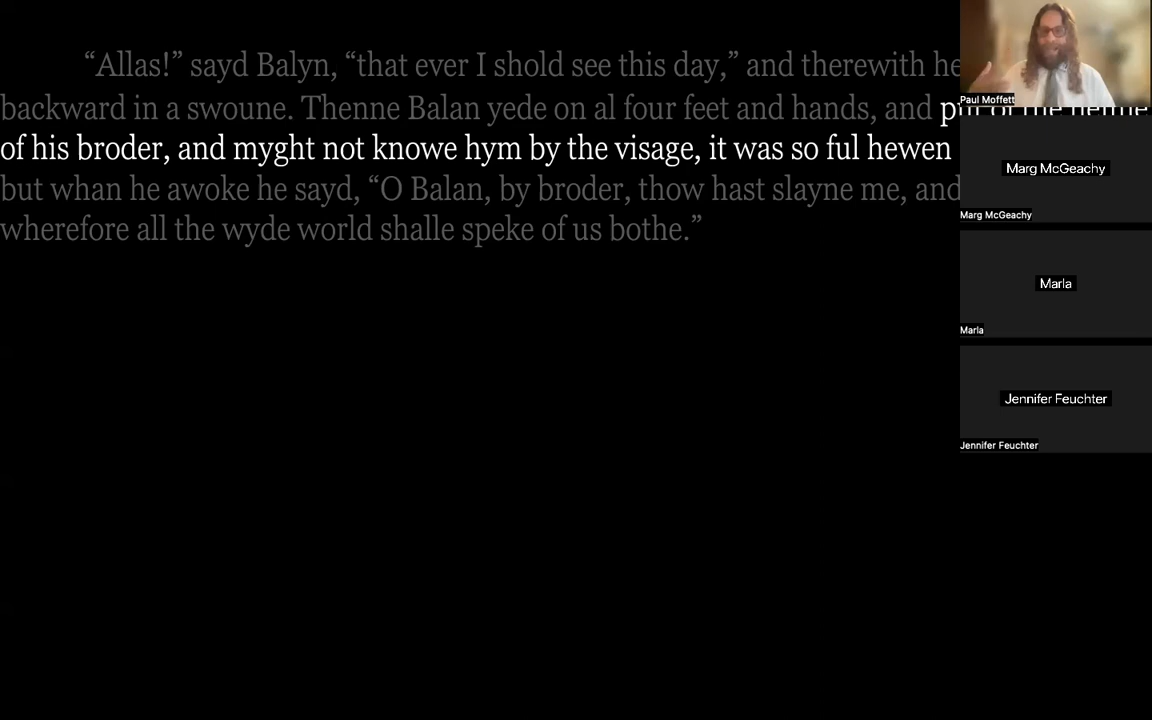 “Allas!” sayd Balyn, “that ever I shold see this day,” and therewith he
backward in a swoune. Thenne Balan yede on al four feet and hands, and
of his broder, and myght not knowe hym by the visage, it was so ful hewen
but whan he awoke he sayd, “O Balan, by broder, thow hast slayne me, and
wherefore all the wyde world shalle speke of us bothe.”
Paul Moffett
Marg McGeachy
Marg McGeachy
Marla
Marla
Jennifer Feuchter
Jennifer Feuchter